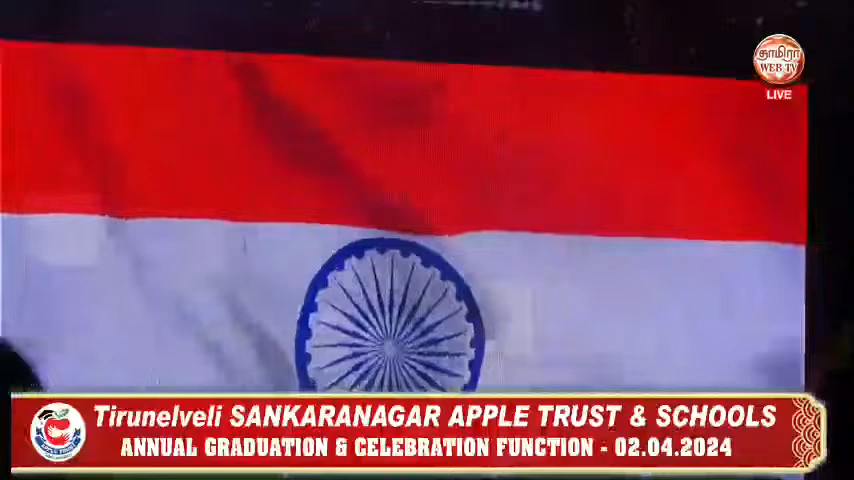 தாமிரா
WEB TV
LIVE
Tirunelveli SANKARANAGAR APPLE TRUST & SCHOOLS
ANNUAL GRADUATION & CELEBRATION FUNCTION - 02.04.2024